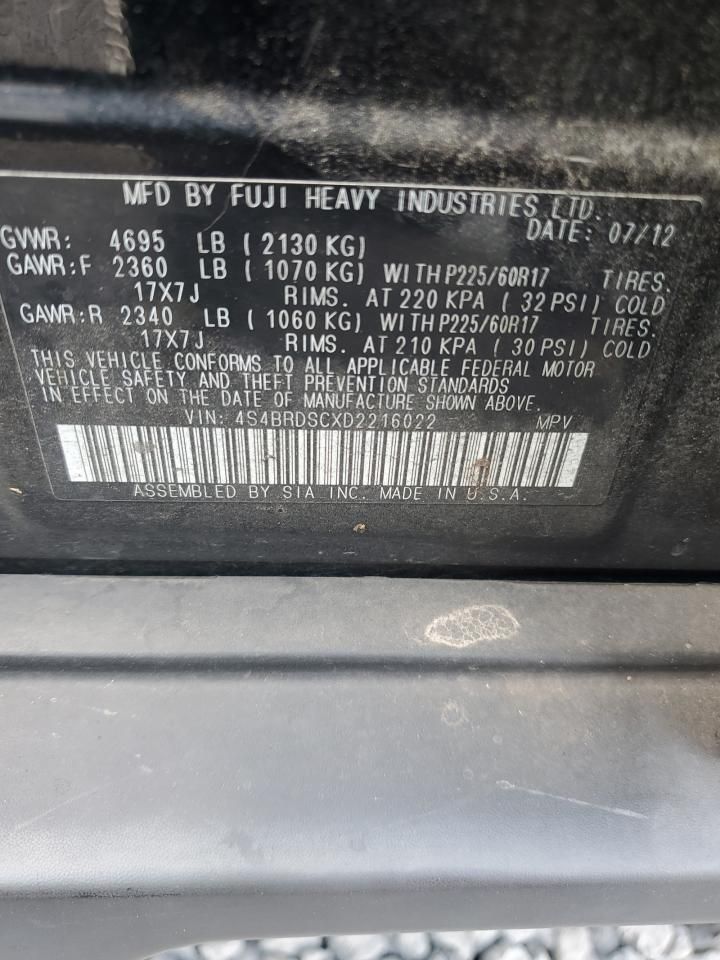 MFD BY FUJI HEAVY INDUSTRIES LTD.
DATE: 07/12
GVWR: 4695 LB ( 2130 KG)
GAWR:F 2360 LB ( 1070 KG) WITH P225/60R17 TIRES.
17X7J RIMS. AT 220 KPA ( 32 PSI) COLD
GAWR:R 2340 LB ( 1060 KG) WITH P225/60R17 TIRES.
17X7J RIMS. AT 210 KPA ( 30 PSI) COLD
THIS VEHICLE CONFORMS TO ALL APPLICABLE FEDERAL MOTOR
VEHICLE SAFETY AND THEFT PREVENTION STANDARDS
IN EFFECT ON THE DATE OF MANUFACTURE SHOWN ABOVE.
VIN: 4S4BRDSCXD2216022 MPV
ASSEMBLED BY SIA INC. MADE IN U.S.A.